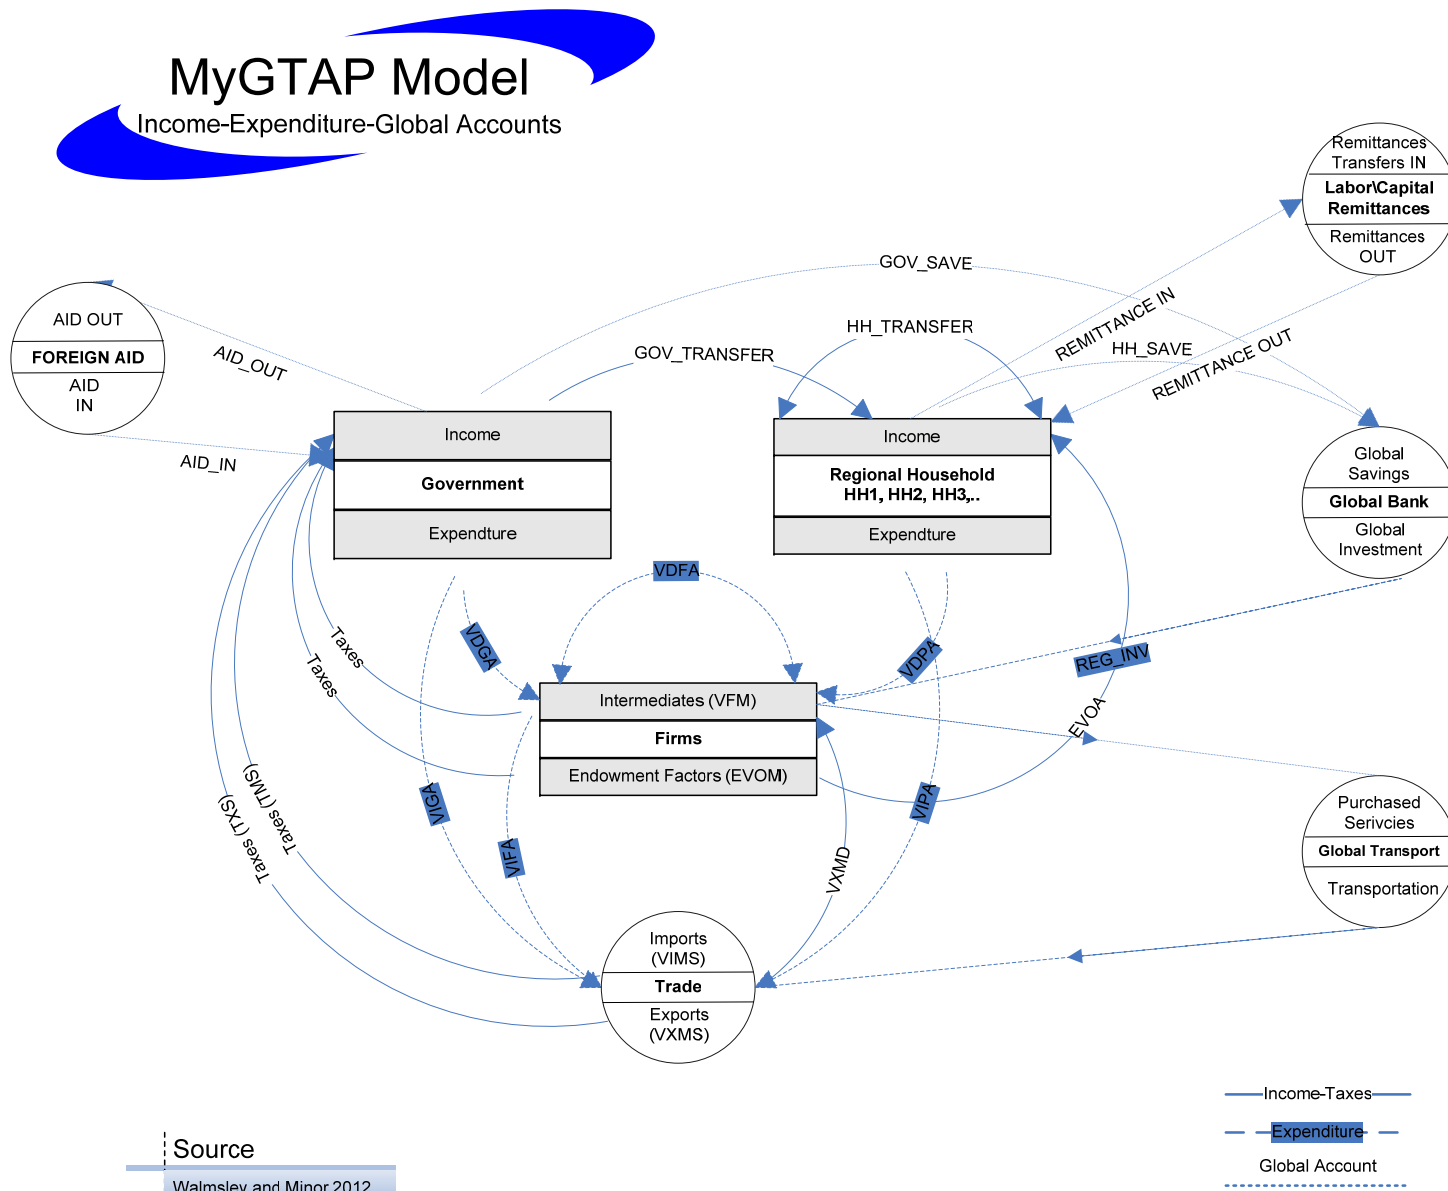 MyGTAP Model
Income-Expenditure-Global Accounts
Remittances
Transfers IN
Labor\Capital
Remittances
Remittances
OUT
GOV_SAVE
REMITTANCE IN
HH_TRANSFER
HH_SAVE
REMITTANCE OUT
GOV_TRANSFER
AID OUT
FOREIGN AID
AID
IN
AID_OUT
AID_IN
Income
Government
Expendture
Income
Regional Household
HH1, HH2, HH3,..
Expendture
Global
Savings
Global Bank
Global
Investment
VDFA
VDGA
VDPA
REG_INV
Taxes
Taxes
Intermediates (VFM)
Firms
Endowment Factors (EVOM)
EVOA
VIGA
VIFA
VIPA
VXMD
Taxes (TMS)
Taxes (TXS)
Purchased
Serivcies
Global Transport
Transportation
Imports
(VIMS)
Trade
Exports
(VXMS)
Income-Taxes
Expenditure
Global Account
Source
Walmsley and Minor 2012